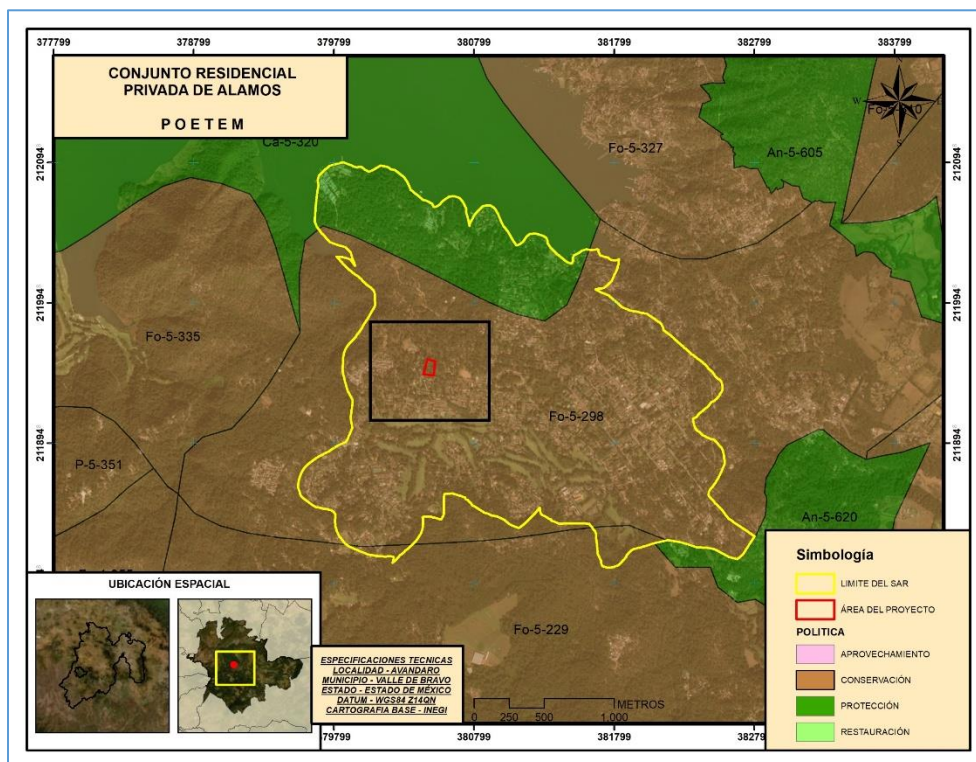 377799 378799 379799 380799 381799 382799 383799
CONJUNTO RESIDENCIAL
PRIVADA DE ALAMOS
P O E T E M
N
W
S
Ca-5-320
Fo-5-327
An-5-605
212094
212094
211994
211994
Fo-5-335
Fo-5-298
211894
211894
P-5-351
An-5-620
Fo-5-229
UBICACIÓN ESPACIAL
ESPECIFICACIONES TECNICAS
LOCALIDAD - AVANDARO
MUNICIPIO - VALLE DE BRAVO
ESTADO - ESTADO DE MÉXICO
DATUM - WGS84 Z14QN
CARTOGRAFIA BASE - INEGI
METROS
0 250 500 1,000
Simbología
LIMITE DEL SAR
ÁREA DEL PROYECTO
POLITICA
APROVECHAMIENTO
CONSERVACIÓN
PROTECCIÓN
RESTAURACIÓN
79799 380799 381799 38279